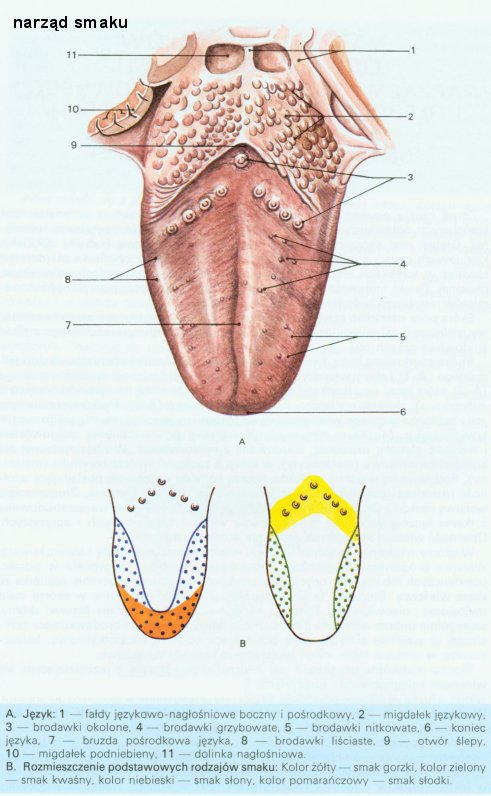 narząd smaku
11
1
10
2
9
3
8
4
7
5
6
A
B
A. Język: 1 — fałdy językowo-nagłośniowe boczny i pośrodkowy, 2 — migdałek językowy,
3 — brodawki okolone, 4 — brodawki grzybowate, 5 — brodawki nitkowate, 6 — koniec
języka, 7 — bruzda pośrodkowa języka, 8 — brodawki liściaste, 9 — otwór ślepy,
10 — migdałek podniebieny, 11 — dolinka nagłośniowa.
B. Rozmieszczenie podstawowych rodzajów smaku: Kolor żółty — smak gorzki, kolor zielony
— smak kwaśny, kolor niebieski — smak słony, kolor pomarańczowy — smak słodki.